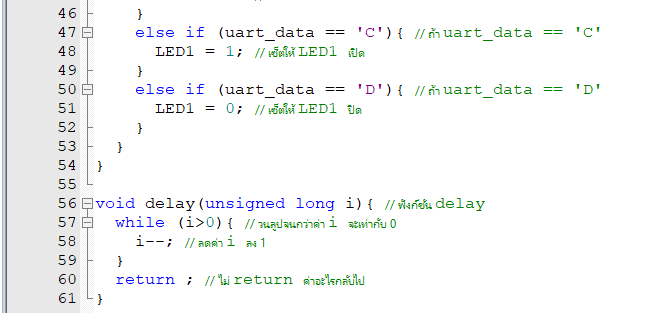 46 }
47 else if (uart_data == 'C'){ // ถ้า uart_data == 'C'
48 LED1 = 1; // เซ็ตให้ LED1 เปิด
49 }
50 else if (uart_data == 'D'){ // ถ้า uart_data == 'D'
51 LED1 = 0; // เซ็ตให้ LED1 ปิด
52 }
53 }
54 }
55
56 void delay(unsigned long i){ // ฟังก์ชัน delay
57 while (i>0){ // วนลูปจนกว่าค่า i จะเท่ากับ 0
58 i--; // ลดค่า i ลง 1
59 }
60 return ; // ไม่ return ค่าอะไรกลับไป
61 }